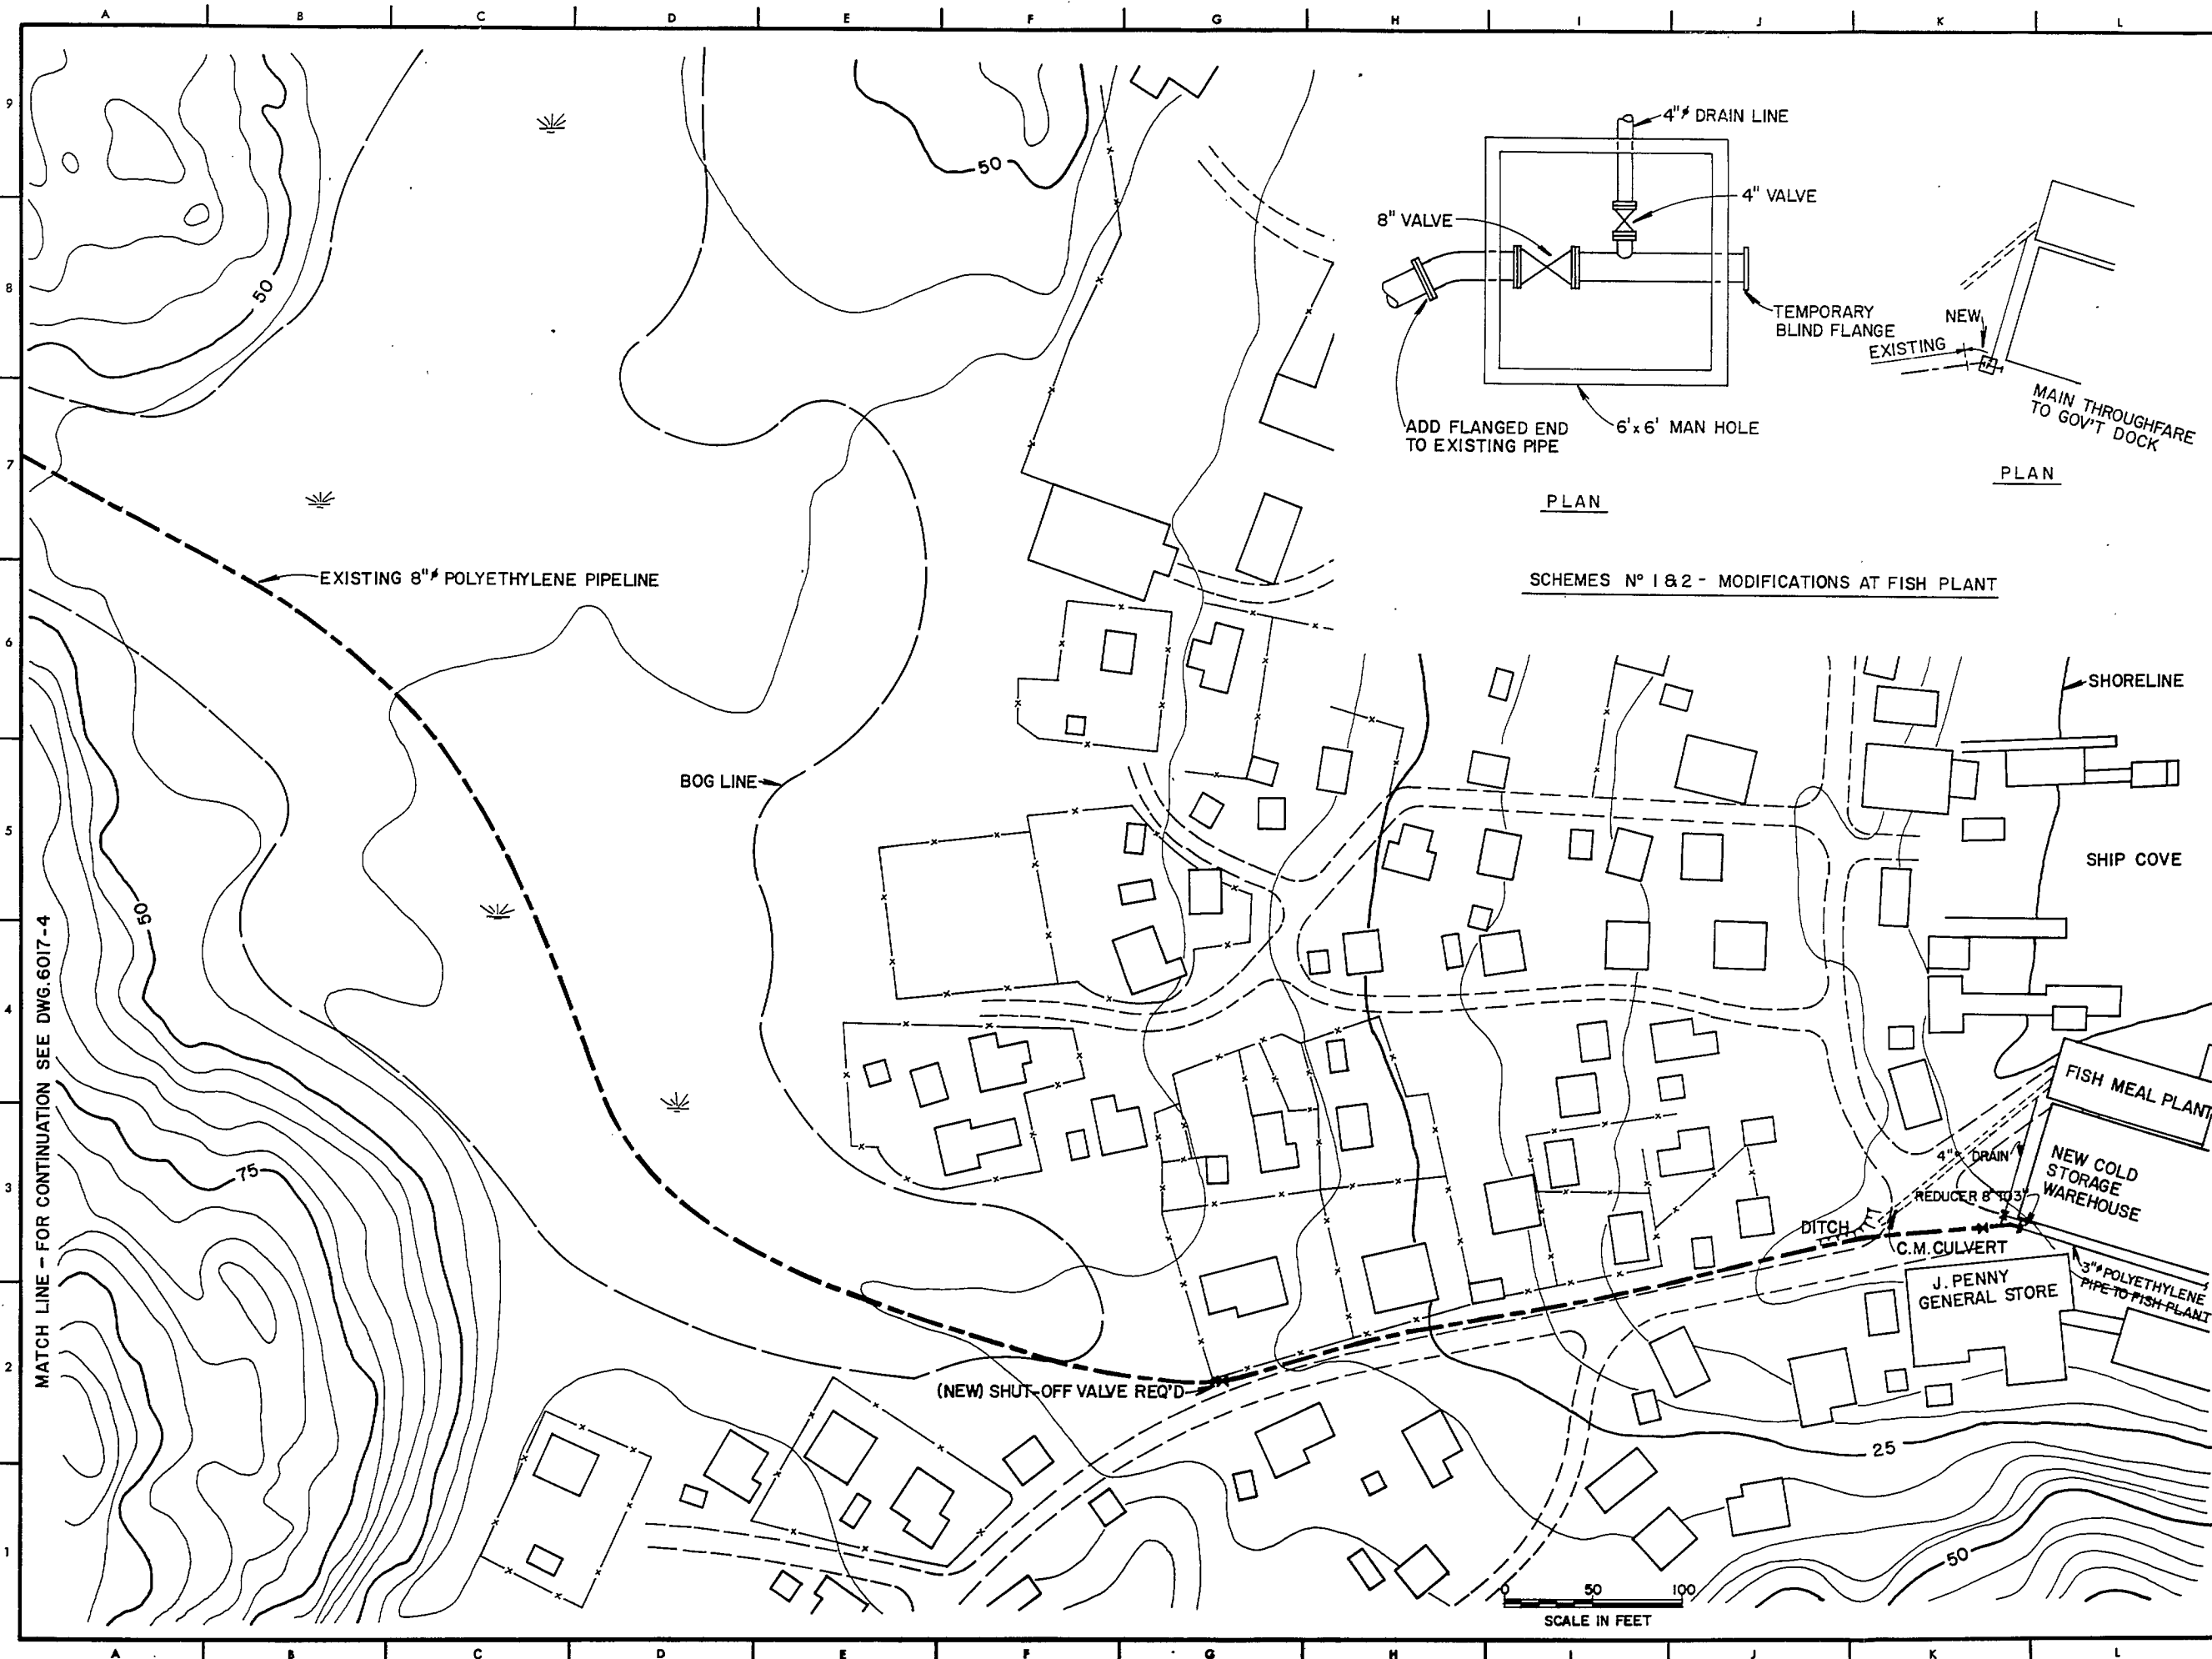 A B C D E F G H I J K L
9
8
7
6
5
4
3
2
1
4"ø DRAIN LINE
4" VALVE
8" VALVE
TEMPORARY
BLIND FLANGE
ADD FLANGED END
TO EXISTING PIPE
6'x6' MAN HOLE
PLAN
NEW
EXISTING
MAIN THROUGHFARE
TO GOV'T DOCK
PLAN
SCHEMES Nº 1 & 2 - MODIFICATIONS AT FISH PLANT
50
50
EXISTING 8"ø POLYETHYLENE PIPELINE
BOG LINE
SHORELINE
SHIP COVE
50
75
MATCH LINE - FOR CONTINUATION SEE DWG. 6017-4
FISH MEAL PLANT
4"ø DRAIN
NEW COLD
STORAGE
WAREHOUSE
REDUCER 8" TO 3"
DITCH
C.M. CULVERT
J. PENNY
GENERAL STORE
3"ø POLYETHYLENE
PIPE TO FISH PLANT
(NEW) SHUT-OFF VALVE REQ'D
25
50
0 50 100
SCALE IN FEET
A B C D E F G H I J K L